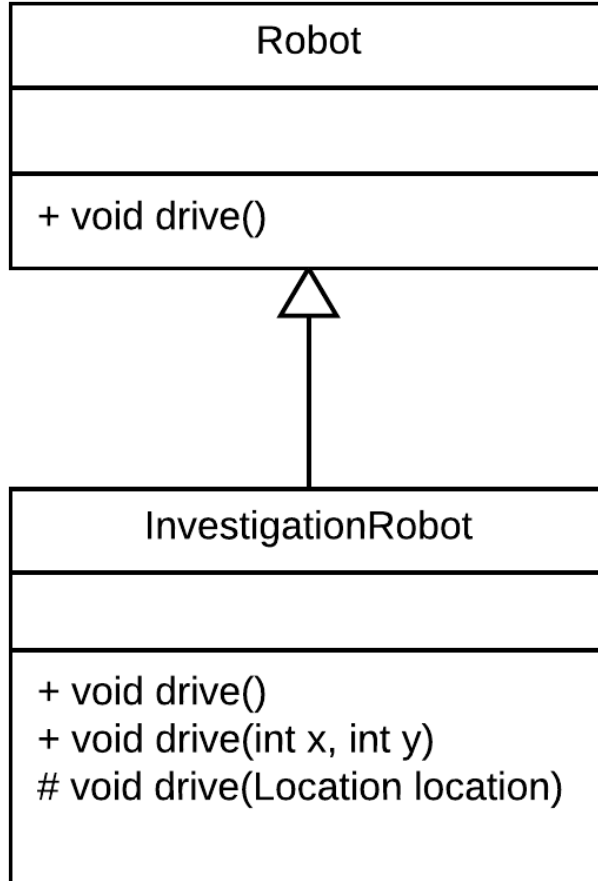 Robot
+ void drive()
InvestigationRobot
+ void drive()
+ void drive(int x, int y)
# void drive(Location location)